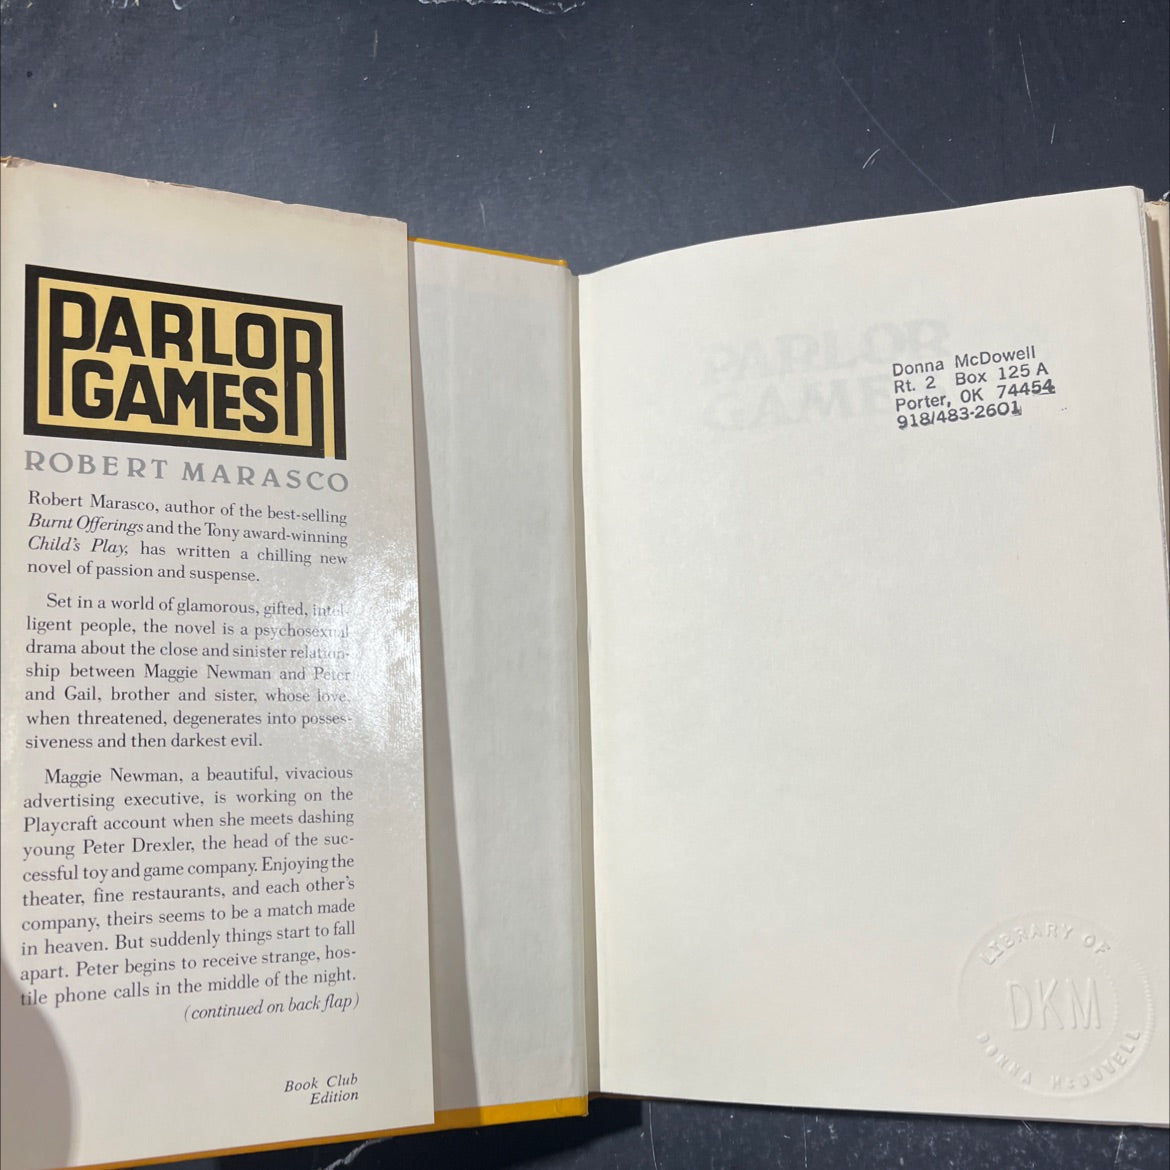 PARLOR
GAMES
ROBERT MARASCO
Robert Marasco, author of the best-selling
Burnt Offerings and the Tony award-winning
Child's Play, has written a chilling new
novel of passion and suspense.
Set in a world of glamorous, gifted, intel-
ligent people, the novel is a psychosexual
drama about the close and sinister relation-
ship between Maggie Newman and Peter
and Gail, brother and sister, whose love,
when threatened, degenerates into posses-
siveness and then darkest evil.
Maggie Newman, a beautiful, vivacious
advertising executive, is working on the
Playcraft account when she meets dashing
young Peter Drexler, the head of the suc-
cessful toy and game company. Enjoying the
theater, fine restaurants, and each other's
company, theirs seems to be a match made
in heaven. But suddenly things start to fall
apart. Peter begins to receive strange, hos-
tile phone calls in the middle of the night.
(continued on back flap)
Book Club
Edition
PARLOR
GAMES
Donna McDowell
Rt. 2 Box 125 A
Porter, OK 74454
918/483-2601
LIBRARY OF
DKM
DONNA McDOWELL